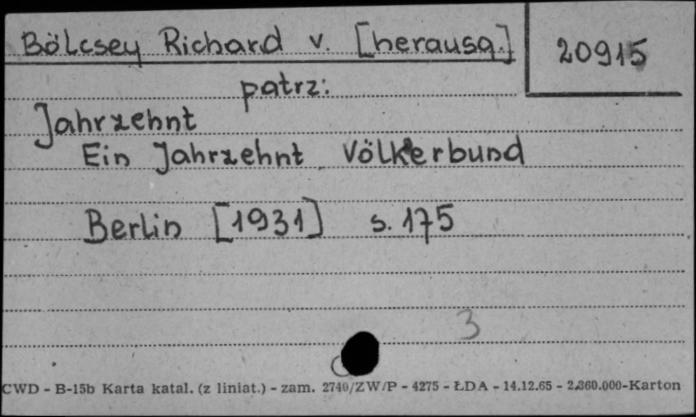 Bölcsey Richard v. [herausg.]
20915
patrz:
Jahrzehnt
Ein Jahrzehnt Völkerbund
Berlin [1931] s. 175
3
CWD - B-15b Karta katal. (z liniat.) - zam. 2740/ZW/P - 4275 - ŁDA - 14.12.65 - 2.360.000-Karton